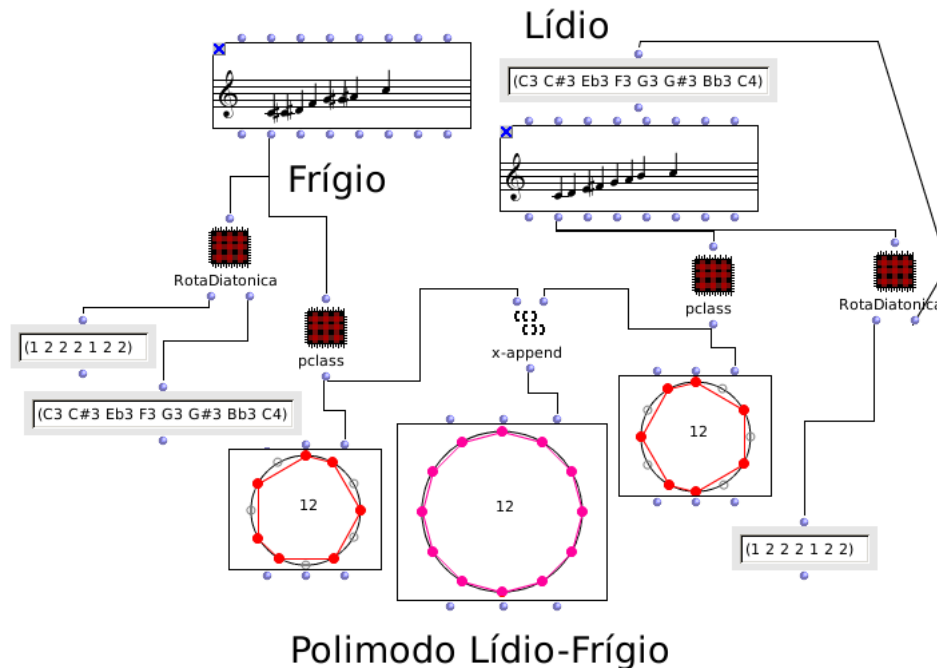 Lídio
(C3 C#3 Eb3 F3 G3 G#3 Bb3 C4)
Frígio
RotaDiatonica
pclass
RotaDiatonica
(1 2 2 2 1 2 2)
pclass
x-append
(C3 C#3 Eb3 F3 G3 G#3 Bb3 C4)
12
12
12
(1 2 2 2 1 2 2)
Polimodo Lídio-Frígio